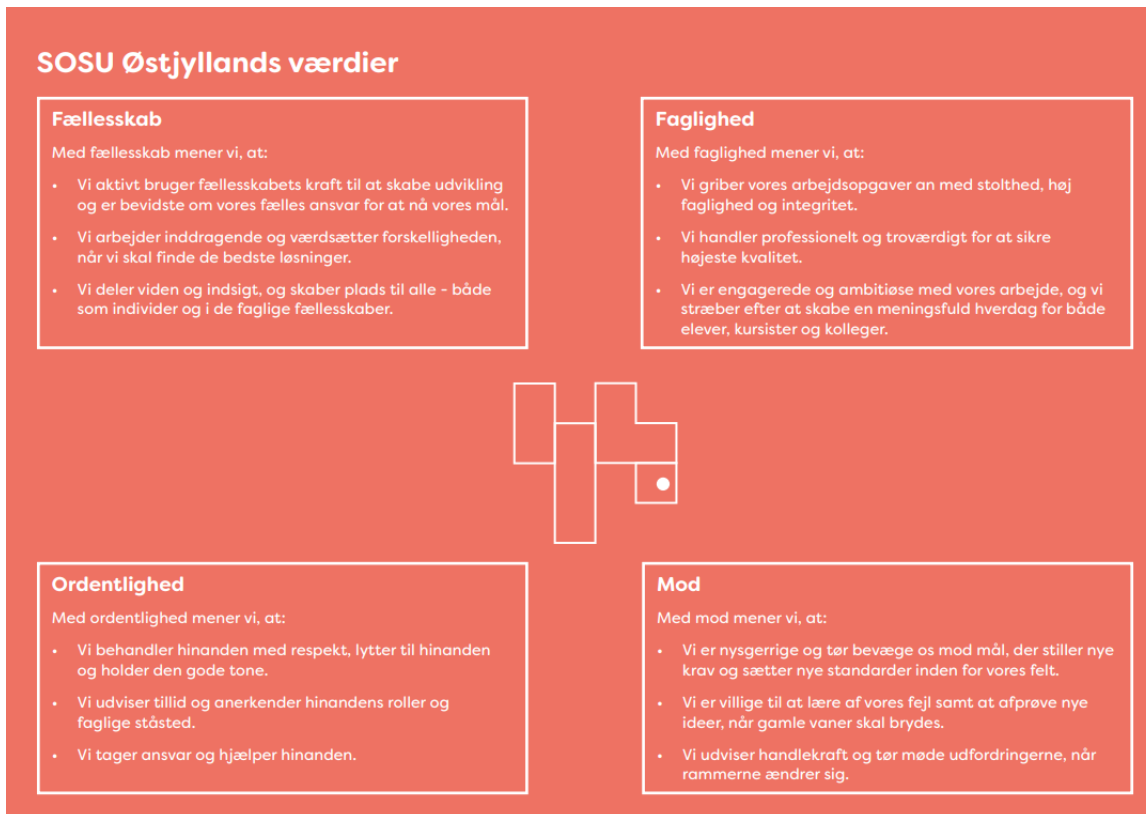 SOSU Østjyllands værdier
Fællesskab
Med fællesskab mener vi, at:
• Vi aktivt bruger fællesskabets kraft til at skabe udvikling
og er bevidste om vores fælles ansvar for at nå vores mål.
• Vi arbejder inddragende og værdsætter forskelligheden,
når vi skal finde de bedste løsninger.
• Vi deler viden og indsigt, og skaber plads til alle - både
som individer og i de faglige fællesskaber.
Faglighed
Med faglighed mener vi, at:
• Vi griber vores arbejdsopgaver an med stolthed, høj
faglighed og integritet.
• Vi handler professionelt og troværdigt for at sikre
højeste kvalitet.
• Vi er engagerede og ambitiøse med vores arbejde, og vi
stræber efter at skabe en meningsfuld hverdag for både
elever, kursister og kolleger.
Ordentlighed
Med ordentlighed mener vi, at:
• Vi behandler hinanden med respekt, lytter til hinanden
og holder den gode tone.
• Vi udviser tillid og anerkender hinandens roller og
faglige ståsted.
• Vi tager ansvar og hjælper hinanden.
Mod
Med mod mener vi, at:
• Vi er nysgerrige og tør bevæge os mod mål, der stiller nye
krav og sætter nye standarder inden for vores felt.
• Vi er villige til at lære af vores fejl samt at afprøve nye
ideer, når gamle vaner skal brydes.
• Vi udviser handlekraft og tør møde udfordringerne, når
rammerne ændrer sig.